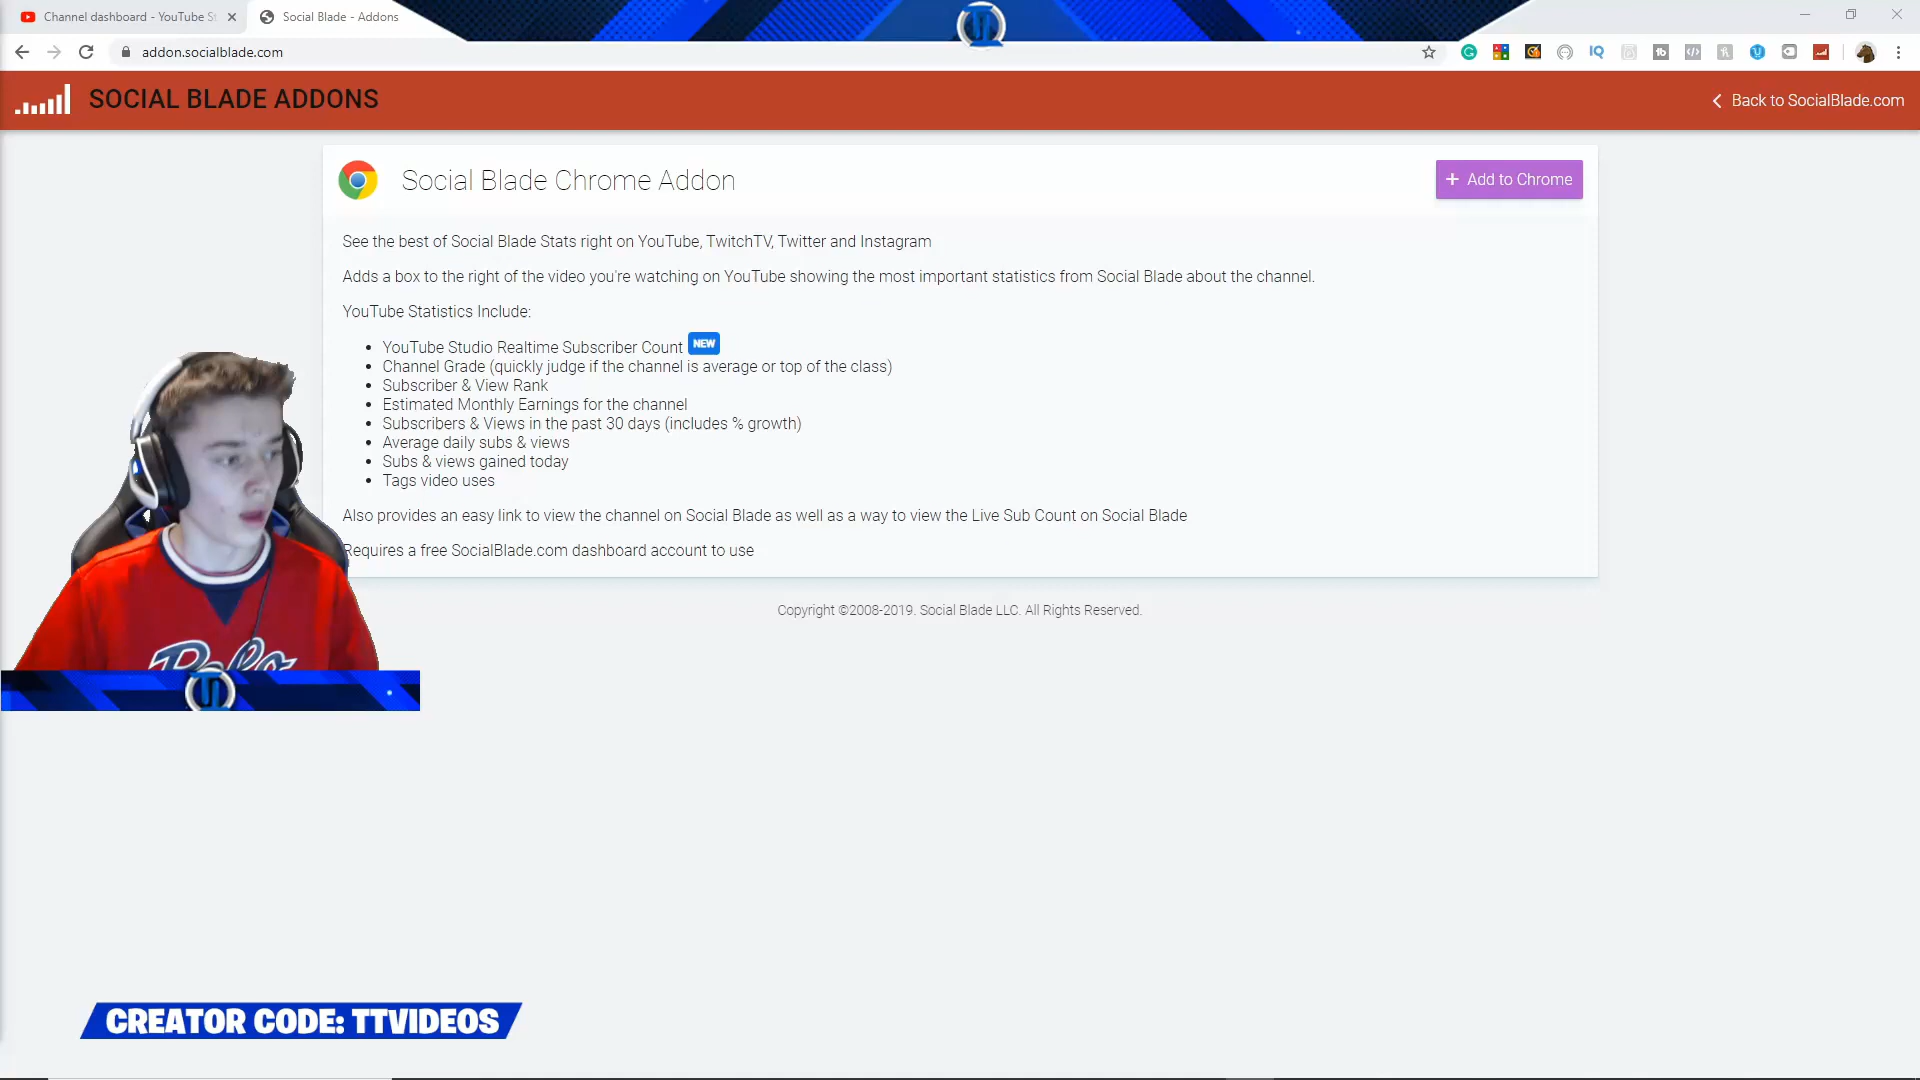 Channel dashboard - YouTube St
Social Blade - Addons
addon.socialblade.com
SOCIAL BLADE ADDONS
Back to SocialBlade.com
Social Blade Chrome Addon
+ Add to Chrome
See the best of Social Blade Stats right on YouTube, TwitchTV, Twitter and Instagram
Adds a box to the right of the video you're watching on YouTube showing the most important statistics from Social Blade about the channel.
YouTube Statistics Include:
YouTube Studio Realtime Subscriber Count NEW
Channel Grade (quickly judge if the channel is average or top of the class)
Subscriber & View Rank
Estimated Monthly Earnings for the channel
Subscribers & Views in the past 30 days (includes % growth)
Average daily subs & views
Subs & views gained today
Tags video uses
Also provides an easy link to view the channel on Social Blade as well as a way to view the Live Sub Count on Social Blade
Requires a free SocialBlade.com dashboard account to use
Copyright ©2008-2019. Social Blade LLC. All Rights Reserved.
Polo
CREATOR CODE: TTVIDEOS